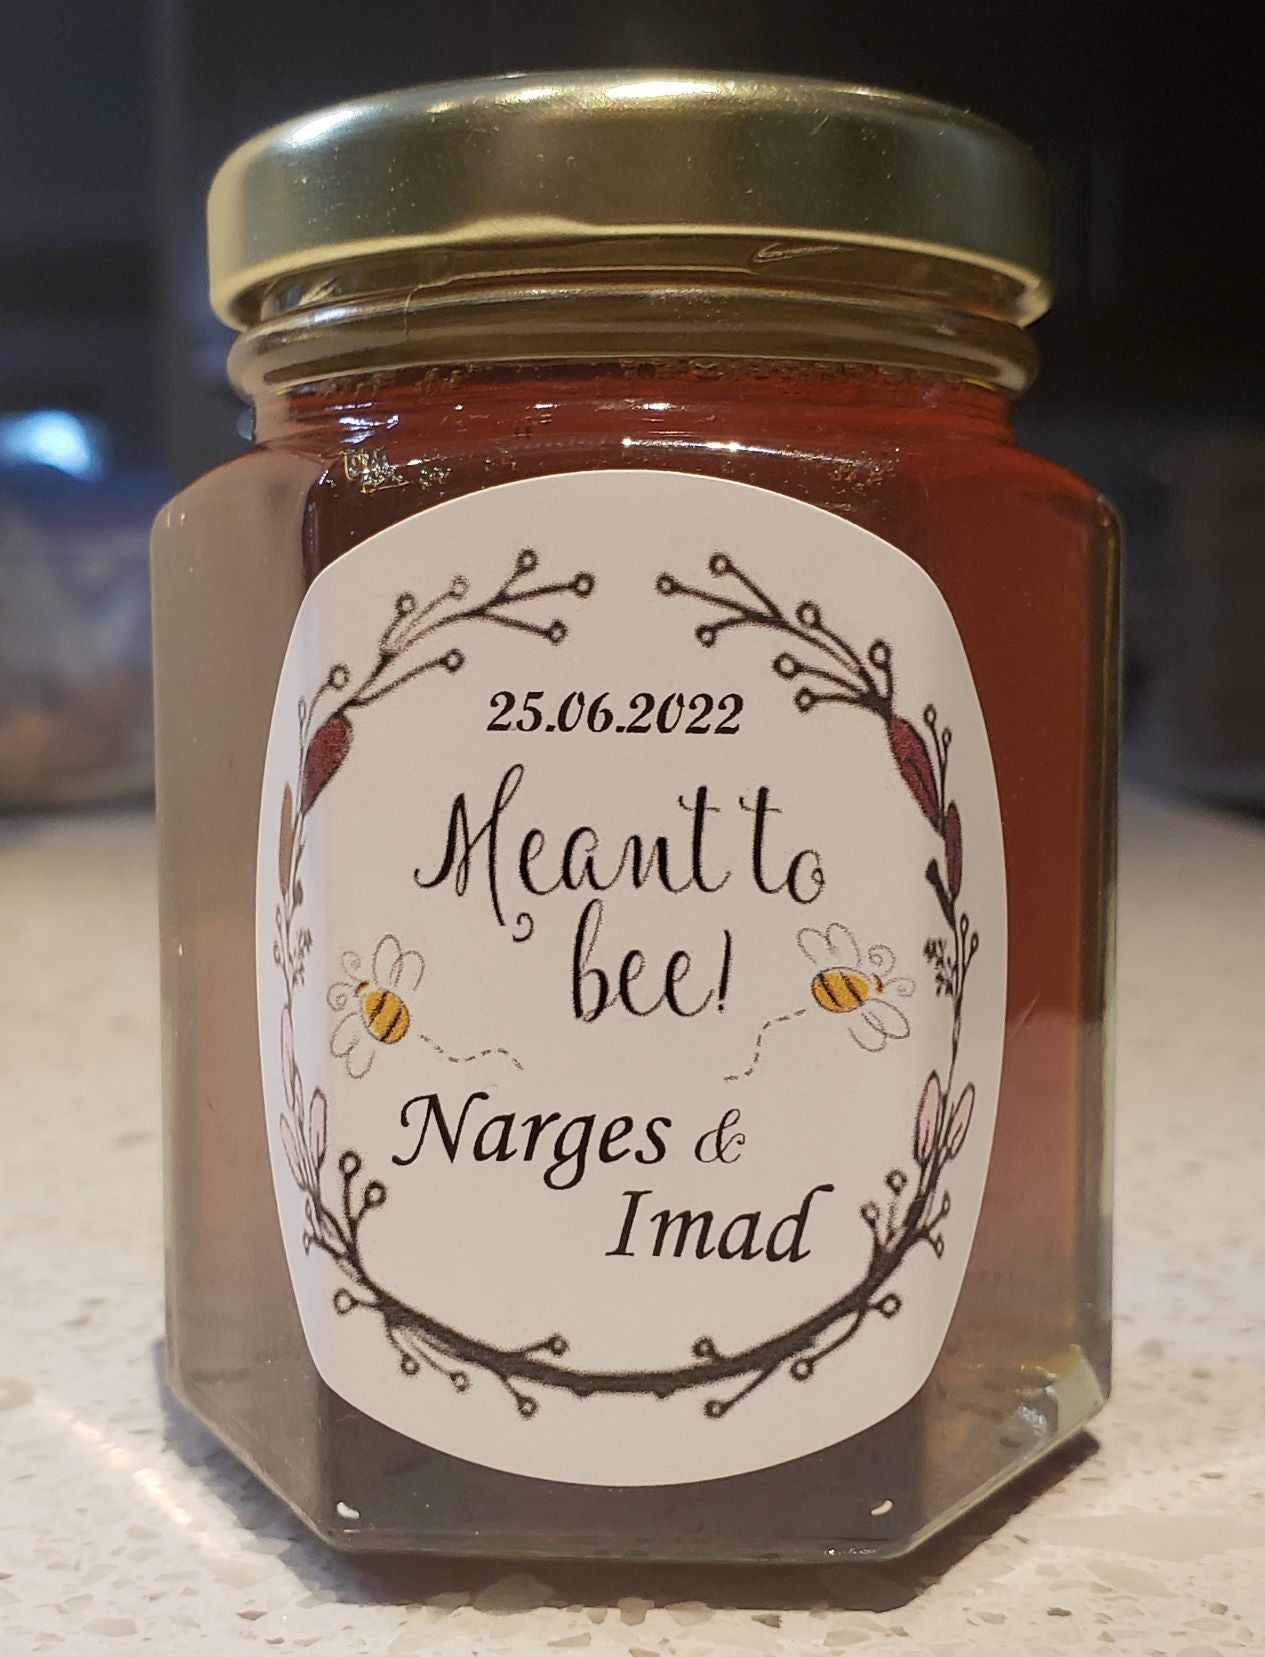 25.06.2022
Meant to
bee!
Narges &
Imad